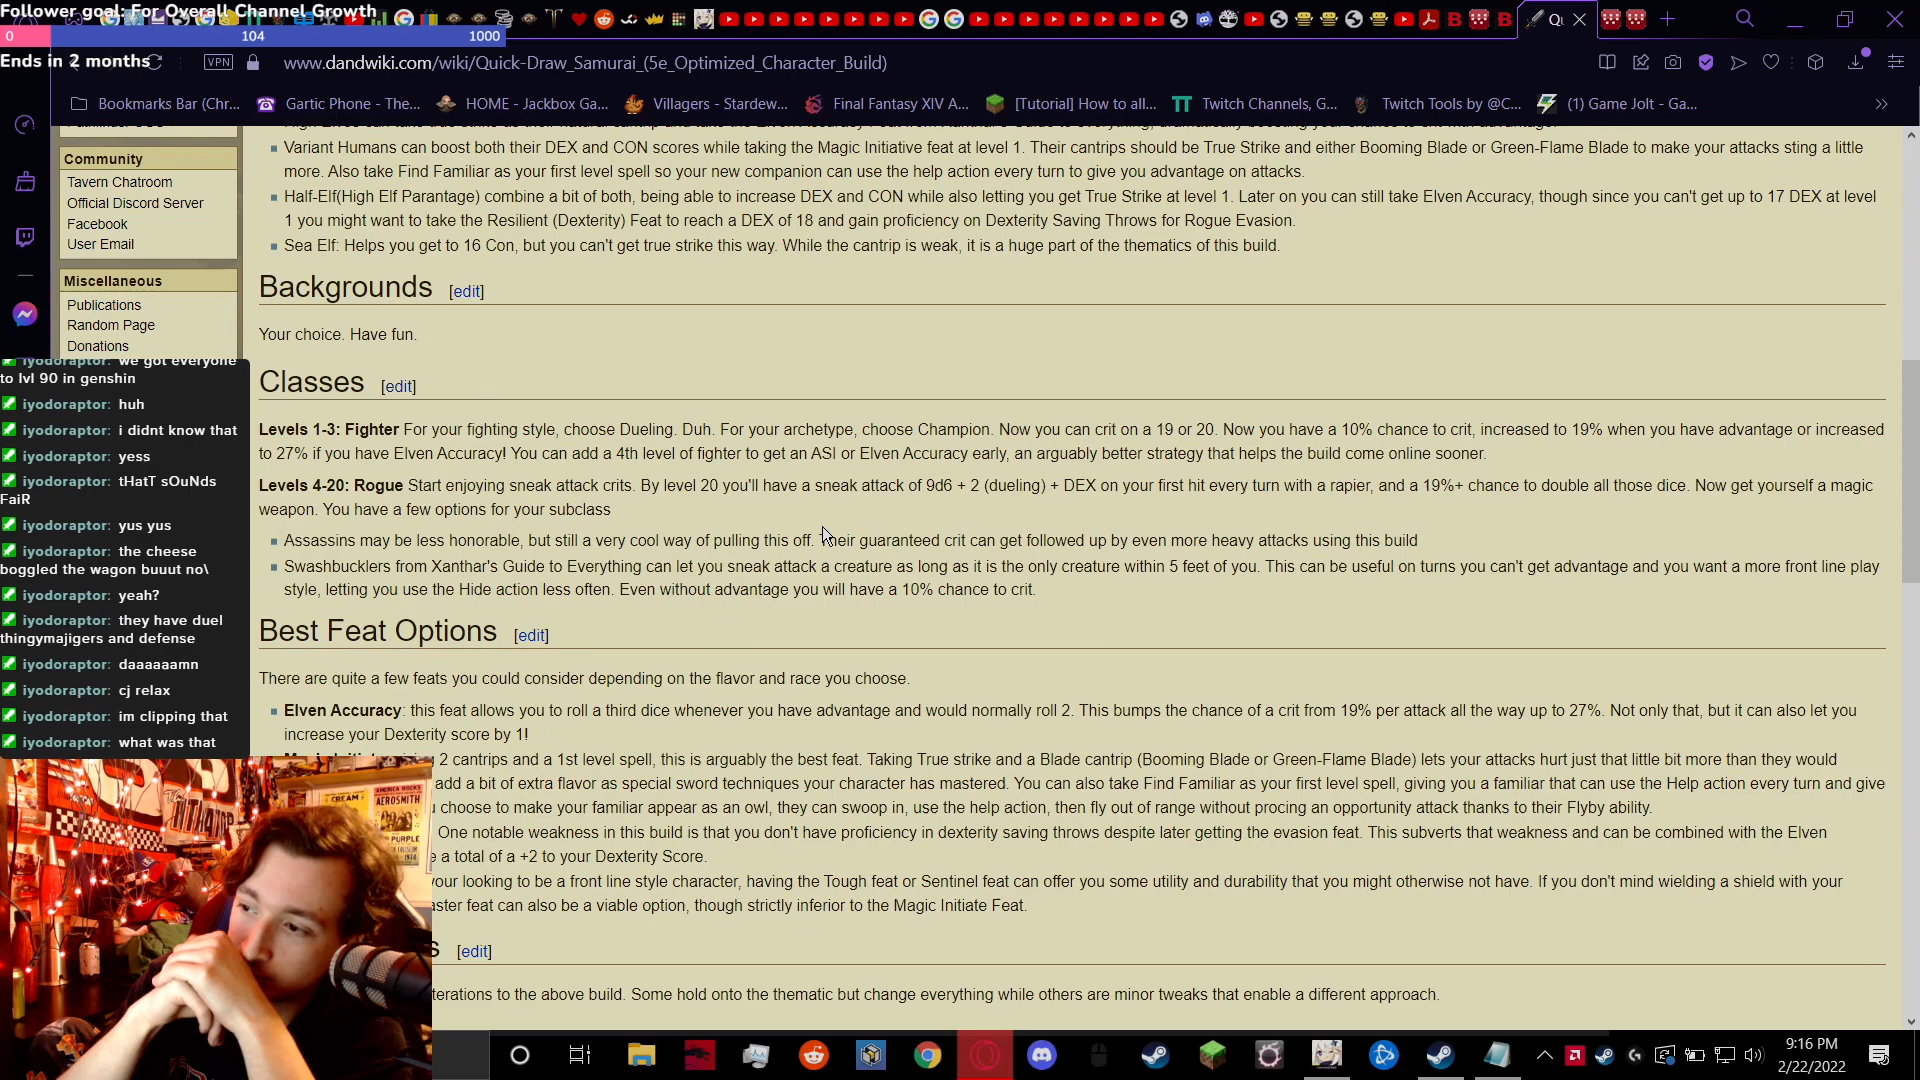 Follower goal: For Overall Channel Growth
0 104 1000
Ends in 2 months
VPN www.dandwiki.com/wiki/Quick-Draw_Samurai_(5e_Optimized_Character_Build)
Bookmarks Bar (Chr... Gartic Phone - The... HOME - Jackbox Ga... Villagers - Stardew... Final Fantasy XIV A... [Tutorial] How to all... Twitch Channels, G... Twitch Tools by @C... (1) Game Jolt - Ga...
Community
Tavern Chatroom
Official Discord Server
Facebook
User Email
Miscellaneous
Publications
Random Page
Donations
Variant Humans can boost both their DEX and CON scores while taking the Magic Initiative feat at level 1. Their cantrips should be True Strike and either Booming Blade or Green-Flame Blade to make your attacks sting a little
more. Also take Find Familiar as your first level spell so your new companion can use the help action every turn to give you advantage on attacks.
Half-Elf(High Elf Parantage) combine a bit of both, being able to increase DEX and CON while also letting you get True Strike at level 1. Later on you can still take Elven Accuracy, though since you can't get up to 17 DEX at level
1 you might want to take the Resilient (Dexterity) Feat to reach a DEX of 18 and gain proficiency on Dexterity Saving Throws for Rogue Evasion.
Sea Elf: Helps you get to 16 Con, but you can't get true strike this way. While the cantrip is weak, it is a huge part of the thematics of this build.
Backgrounds [edit]
Your choice. Have fun.
Classes [edit]
Levels 1-3: Fighter For your fighting style, choose Dueling. Duh. For your archetype, choose Champion. Now you can crit on a 19 or 20. Now you have a 10% chance to crit, increased to 19% when you have advantage or increased
to 27% if you have Elven Accuracy! You can add a 4th level of fighter to get an ASI or Elven Accuracy early, an arguably better strategy that helps the build come online sooner.
Levels 4-20: Rogue Start enjoying sneak attack crits. By level 20 you'll have a sneak attack of 9d6 + 2 (dueling) + DEX on your first hit every turn with a rapier, and a 19%+ chance to double all those dice. Now get yourself a magic
weapon. You have a few options for your subclass
Assassins may be less honorable, but still a very cool way of pulling this off. Their guaranteed crit can get followed up by even more heavy attacks using this build
Swashbucklers from Xanthar's Guide to Everything can let you sneak attack a creature as long as it is the only creature within 5 feet of you. This can be useful on turns you can't get advantage and you want a more front line play
style, letting you use the Hide action less often. Even without advantage you will have a 10% chance to crit.
Best Feat Options [edit]
There are quite a few feats you could consider depending on the flavor and race you choose.
Elven Accuracy: this feat allows you to roll a third dice whenever you have advantage and would normally roll 2. This bumps the chance of a crit from 19% per attack all the way up to 27%. Not only that, but it can also let you
increase your Dexterity score by 1!
2 cantrips and a 1st level spell, this is arguably the best feat. Taking True strike and a Blade cantrip (Booming Blade or Green-Flame Blade) lets your attacks hurt just that little bit more than they would
add a bit of extra flavor as special sword techniques your character has mastered. You can also take Find Familiar as your first level spell, giving you a familiar that can use the Help action every turn and give
choose to make your familiar appear as an owl, they can swoop in, use the help action, then fly out of range without procing an opportunity attack thanks to their Flyby ability.
One notable weakness in this build is that you don't have proficiency in dexterity saving throws despite later getting the evasion feat. This subverts that weakness and can be combined with the Elven
a total of a +2 to your Dexterity Score.
your looking to be a front line style character, having the Tough feat or Sentinel feat can offer you some utility and durability that you might otherwise not have. If you don't mind wielding a shield with your
aster feat can also be a viable option, though strictly inferior to the Magic Initiate Feat.
s [edit]
terations to the above build. Some hold onto the thematic but change everything while others are minor tweaks that enable a different approach.
iyodoraptor: we got everyone
to lvl 90 in genshin
iyodoraptor: huh
iyodoraptor: i didnt know that
iyodoraptor: yess
iyodoraptor: tHatT sOuNds
FaiR
iyodoraptor: yus yus
iyodoraptor: the cheese
boggled the wagon buuut no\
iyodoraptor: yeah?
iyodoraptor: they have duel
thingymajigers and defense
iyodoraptor: daaaaaamn
iyodoraptor: cj relax
iyodoraptor: im clipping that
iyodoraptor: what was that
CREAM
AMERICA ROCKS
AEROSMITH
PURPLE
9:16 PM
2/22/2022